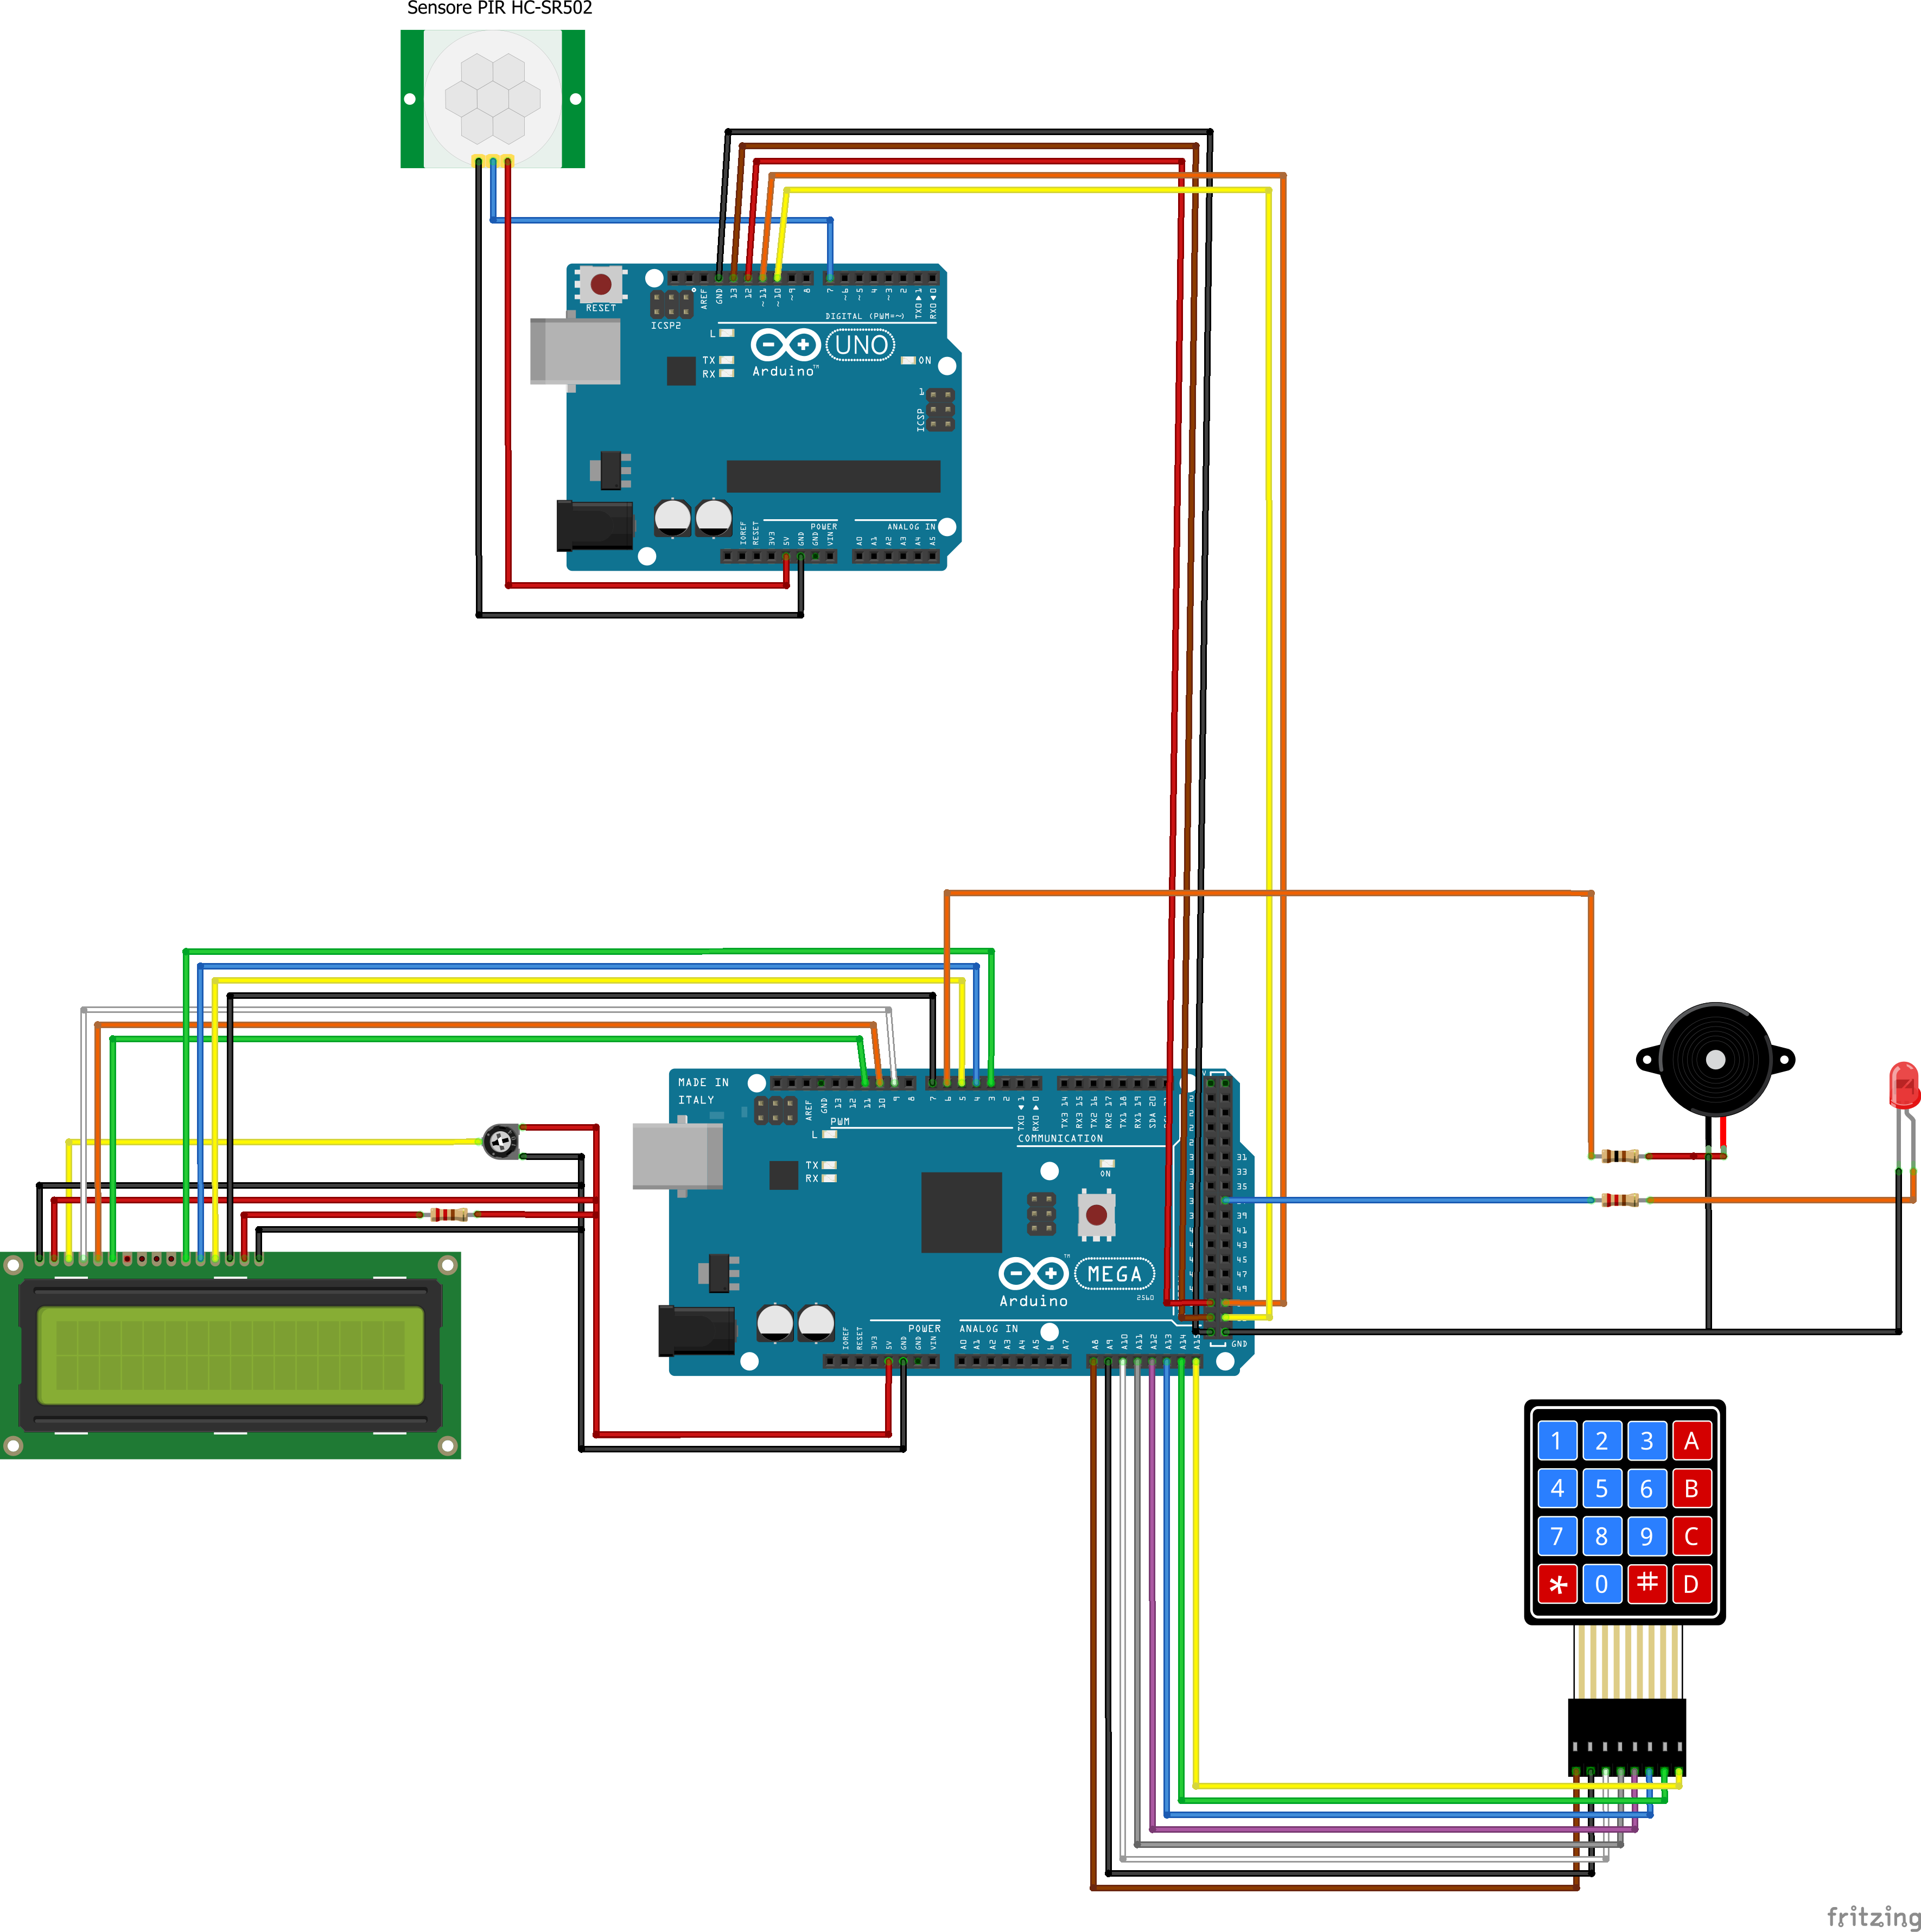 Sensore PIR HC-SR502
RESET
ICSP2
AREF
GND
13
12
~11
~10
~9
8
7
~6
~5
4
~3
2
TX0▶1
RX0◀0
DIGITAL (PWM=~)
L
TX
RX
Arduino™
UNO
ON
1
ICSP
IOREF
RESET
3V3
5V
GND
GND
VIN
POWER
A0
A1
A2
A3
A4
A5
ANALOG IN
MADE IN
ITALY
AREF
GND
13
12
11
10
9
8
7
6
5
4
3
2
TX0◀1
RX0▶0
TX3 14
RX3 15
TX2 16
RX2 17
TX1 18
RX1 19
SDA 20
PWM
L
COMMUNICATION
TX
RX
ON
31
33
35
39
41
43
45
47
49
GND
Arduino™
MEGA
2560
IOREF
RESET
3V3
5V
GND
GND
VIN
POWER
ANALOG IN
A0
A1
A2
A3
A4
A5
6
A7
A8
A9
A10
A11
A12
A13
A14
A15
1 2 3 A
4 5 6 B
7 8 9 C
* 0 # D
fritzing